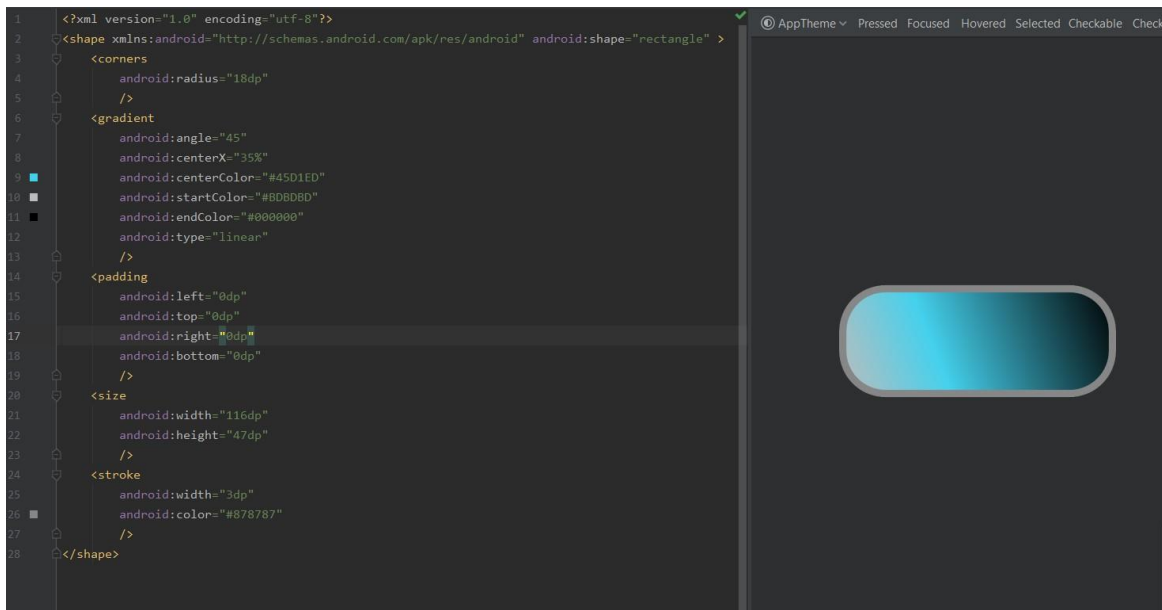 1 <?xml version="1.0" encoding="utf-8"?>
2 <shape xmlns:android="http://schemas.android.com/apk/res/android" android:shape="rectangle" >
3 <corners
4 android:radius="18dp"
5 />
6 <gradient
7 android:angle="45"
8 android:centerX="35%"
9 android:centerColor="#45D1ED"
10 android:startColor="#BDBDBD"
11 android:endColor="#000000"
12 android:type="linear"
13 />
14 <padding
15 android:left="0dp"
16 android:top="0dp"
17 android:right="0dp"
18 android:bottom="0dp"
19 />
20 <size
21 android:width="116dp"
22 android:height="47dp"
23 />
24 <stroke
25 android:width="3dp"
26 android:color="#878787"
27 />
28 </shape>
AppTheme Pressed Focused Hovered Selected Checkable Check